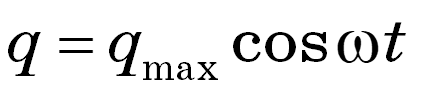 q = q_max cos ωt